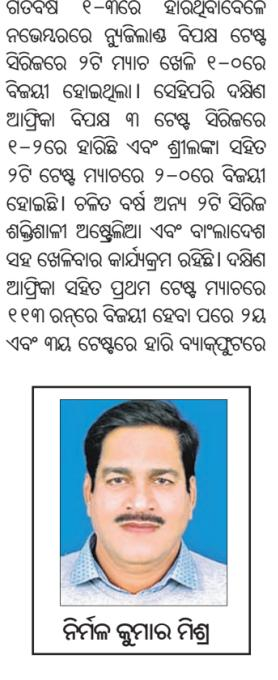 ଗତବର୍ଷ ୧-୩ରେ ହାରିଥିବାବେଳେ
ନଭେମ୍ବରରେ ନ୍ୟୁଜିଲାଣ୍ଡ ବିପକ୍ଷ ଟେଷ୍ଟ
ସିରିଜରେ ୨ଟି ମ୍ୟାଚ ଖେଳି ୧-୦ରେ
ବିଜୟୀ ହୋଇଥିଲା। ସେହିପରି ଦକ୍ଷିଣ
ଆଫ୍ରିକା ବିପକ୍ଷ ୩ ଟେଷ୍ଟ ସିରିଜରେ
୧-୨ରେ ହାରିଛି ଏବଂ ଶ୍ରୀଲଙ୍କା ସହିତ
୨ଟି ଟେଷ୍ଟ ମ୍ୟାଚରେ ୨-୦ରେ ବିଜୟୀ
ହୋଇଛି। ଚଳିତ ବର୍ଷ ଅନ୍ୟ ୨ଟି ସିରିଜ
ଶକ୍ତିଶାଳୀ ଅଷ୍ଟ୍ରେଲିଆ ଏବଂ ବାଂଲାଦେଶ
ସହ ଖେଳିବାର କାର୍ଯ୍ୟକ୍ରମ ରହିଛି। ଦକ୍ଷିଣ
ଆଫ୍ରିକା ସହିତ ପ୍ରଥମ ଟେଷ୍ଟ ମ୍ୟାଚରେ
୧୧୩ ରନ୍‌ରେ ବିଜୟୀ ହେବା ପରେ ୨ୟ
ଏବଂ ୩ୟ ଟେଷ୍ଟରେ ହାରି ବ୍ୟାକ୍‌ଫୁଟରେ
ନିର୍ମଳ କୁମାର ମିଶ୍ର